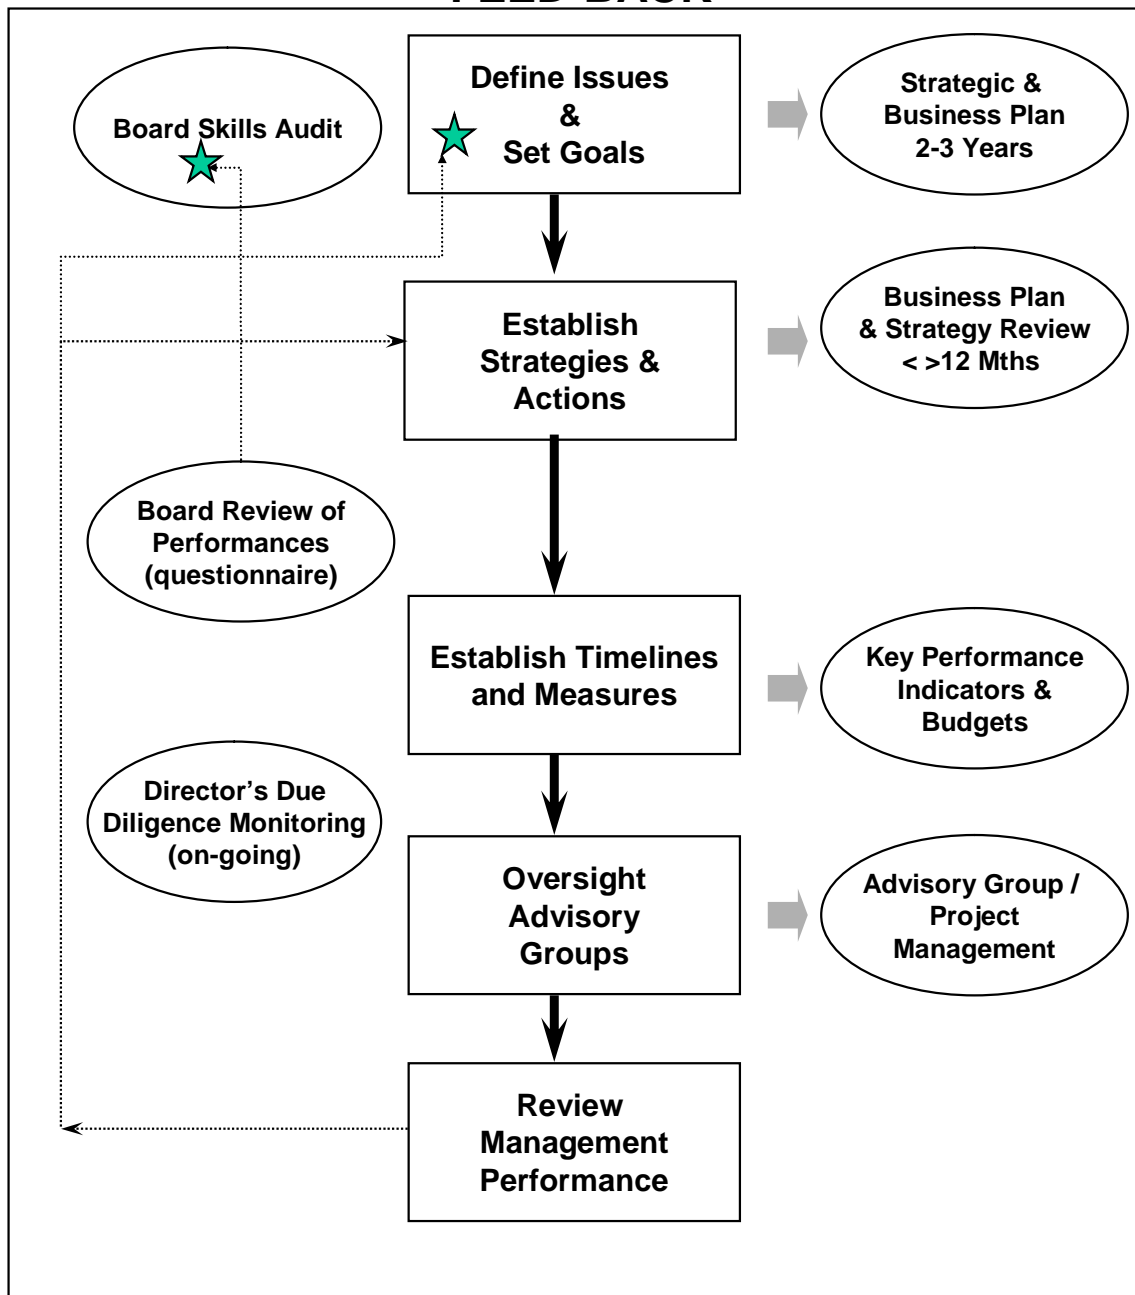 FEED BACK
Define Issues
&
Set Goals
Strategic &
Business Plan
2-3 Years
Board Skills Audit
Establish
Strategies &
Actions
Business Plan
& Strategy Review
< >12 Mths
Board Review of
Performances
(questionnaire)
Establish Timelines
and Measures
Key Performance
Indicators &
Budgets
Director’s Due
Diligence Monitoring
(on-going)
Oversight
Advisory
Groups
Advisory Group /
Project
Management
Review
Management
Performance